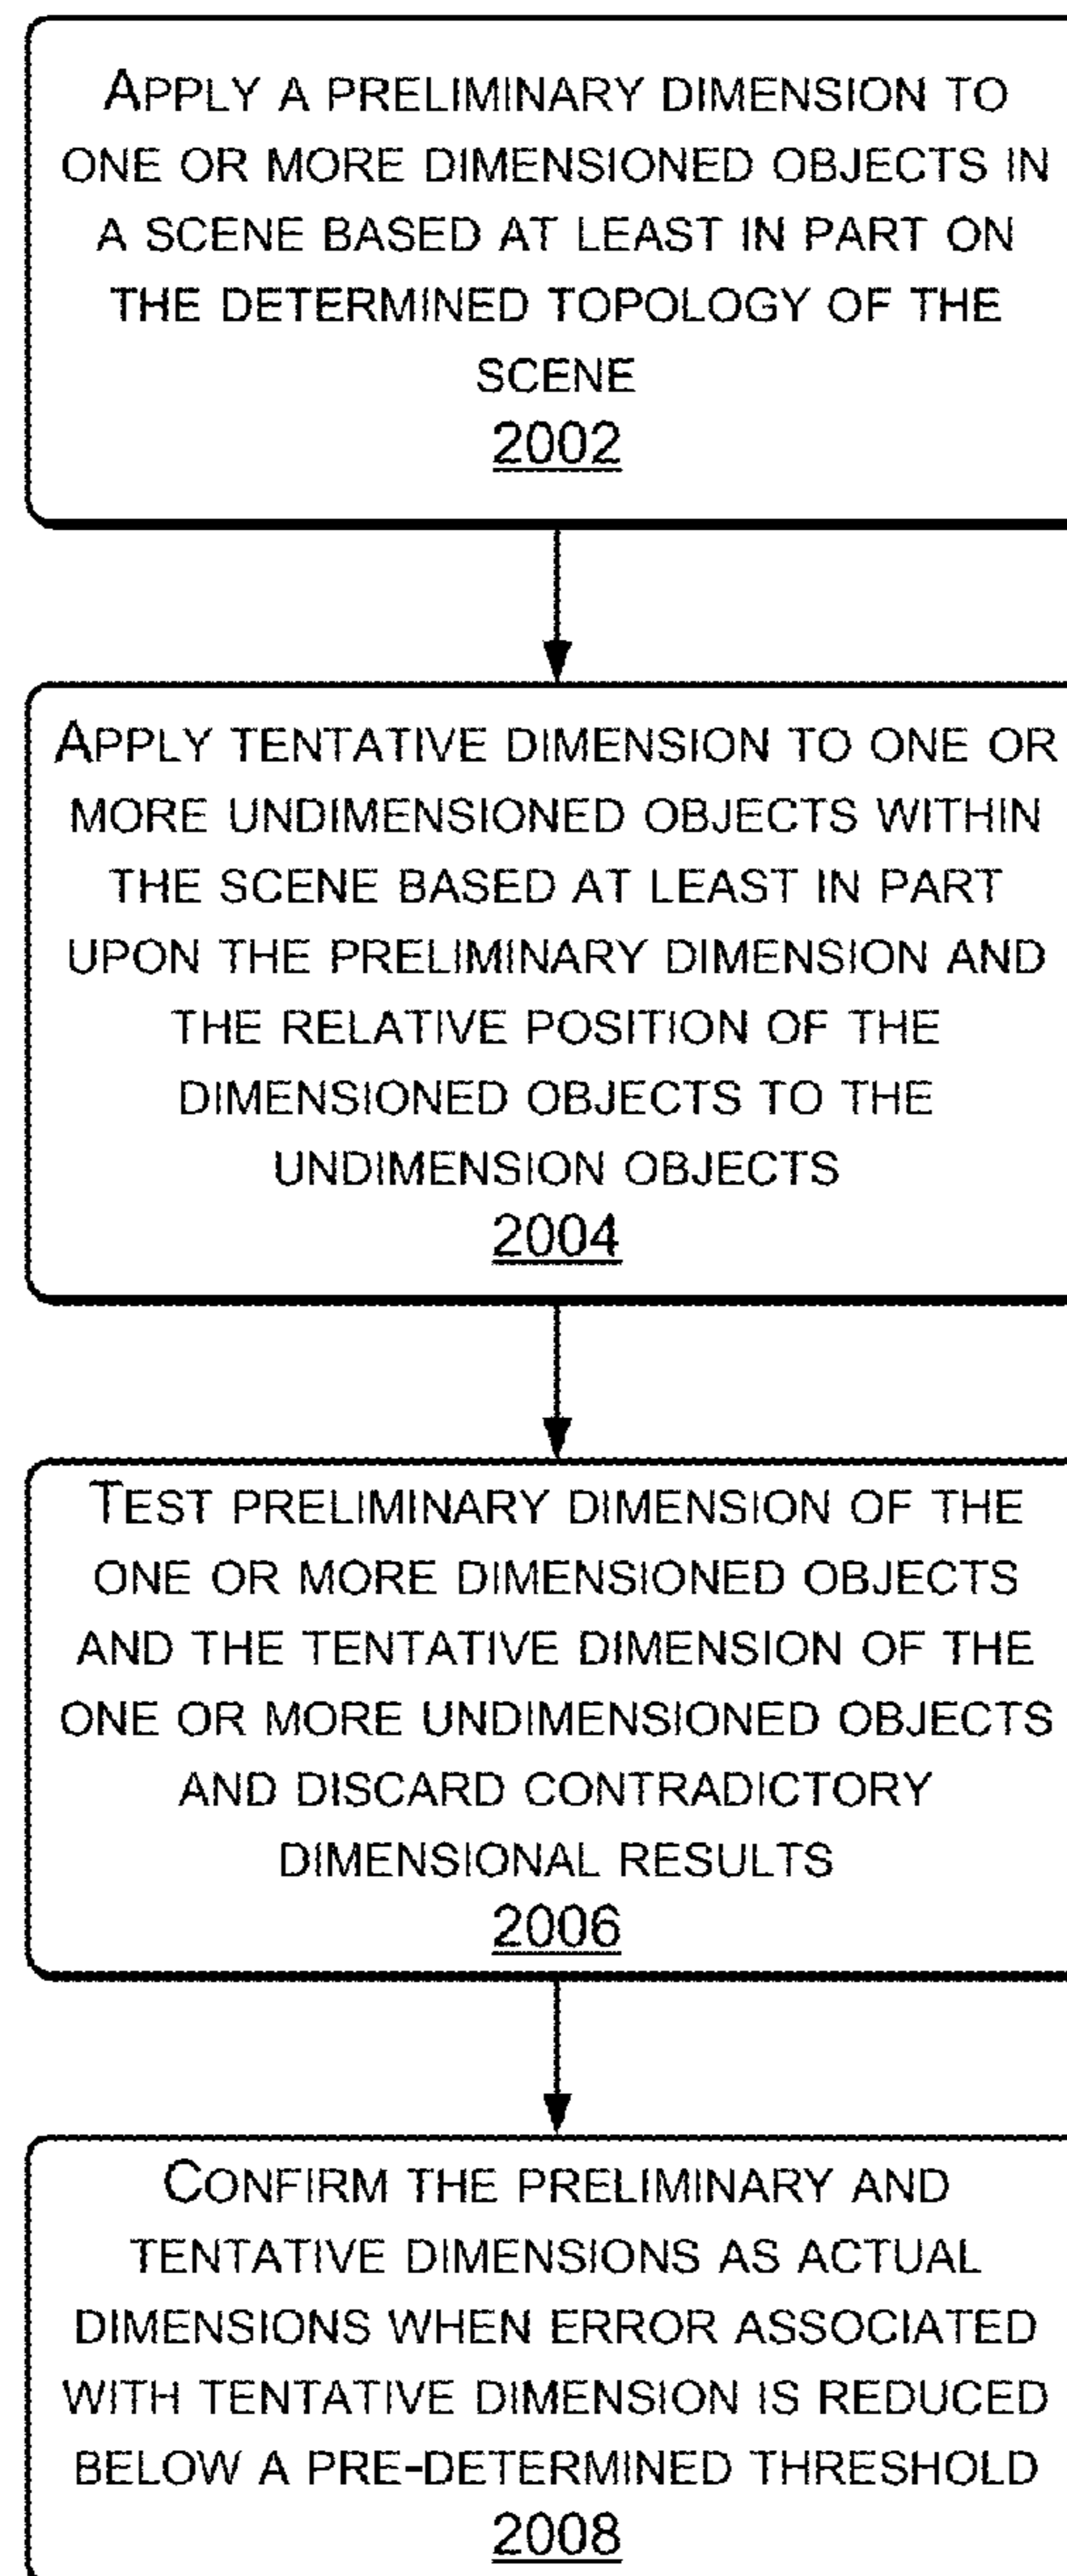 APPLY A PRELIMINARY DIMENSION TO
ONE OR MORE DIMENSIONED OBJECTS IN
A SCENE BASED AT LEAST IN PART ON
THE DETERMINED TOPOLOGY OF THE
SCENE
2002
APPLY TENTATIVE DIMENSION TO ONE OR
MORE UNDIMENSIONED OBJECTS WITHIN
THE SCENE BASED AT LEAST IN PART
UPON THE PRELIMINARY DIMENSION AND
THE RELATIVE POSITION OF THE
DIMENSIONED OBJECTS TO THE
UNDIMENSION OBJECTS
2004
TEST PRELIMINARY DIMENSION OF THE
ONE OR MORE DIMENSIONED OBJECTS
AND THE TENTATIVE DIMENSION OF THE
ONE OR MORE UNDIMENSIONED OBJECTS
AND DISCARD CONTRADICTORY
DIMENSIONAL RESULTS
2006
CONFIRM THE PRELIMINARY AND
TENTATIVE DIMENSIONS AS ACTUAL
DIMENSIONS WHEN ERROR ASSOCIATED
WITH TENTATIVE DIMENSION IS REDUCED
BELOW A PRE-DETERMINED THRESHOLD
2008